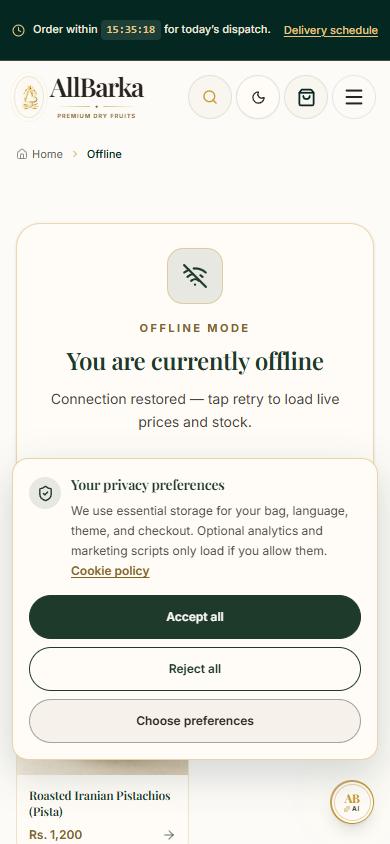 Order within 15:35:18 for today's dispatch. Delivery schedule
AllBarka
PREMIUM DRY FRUITS
Home > Offline
OFFLINE MODE
You are currently offline
Connection restored — tap retry to load live
prices and stock.
Your privacy preferences
We use essential storage for your bag, language,
theme, and checkout. Optional analytics and
marketing scripts only load if you allow them.
Cookie policy
Accept all
Reject all
Choose preferences
Roasted Iranian Pistachios
(Pista)
Rs. 1,200 →
AB
AI